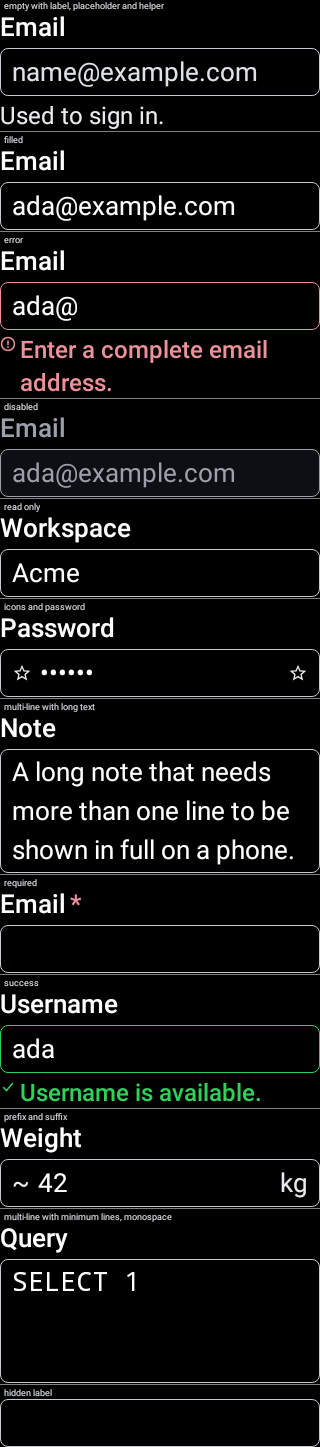 empty with label, placeholder and helper
Email
name@example.com
Used to sign in.
filled
Email
ada@example.com
error
Email
ada@
Enter a complete email
address.
disabled
Email
ada@example.com
read only
Workspace
Acme
icons and password
Password
••••••
multi-line with long text
Note
A long note that needs
more than one line to be
shown in full on a phone.
required
Email *
success
Username
ada
Username is available.
prefix and suffix
Weight
~ 42 kg
multi-line with minimum lines, monospace
Query
SELECT 1
hidden label